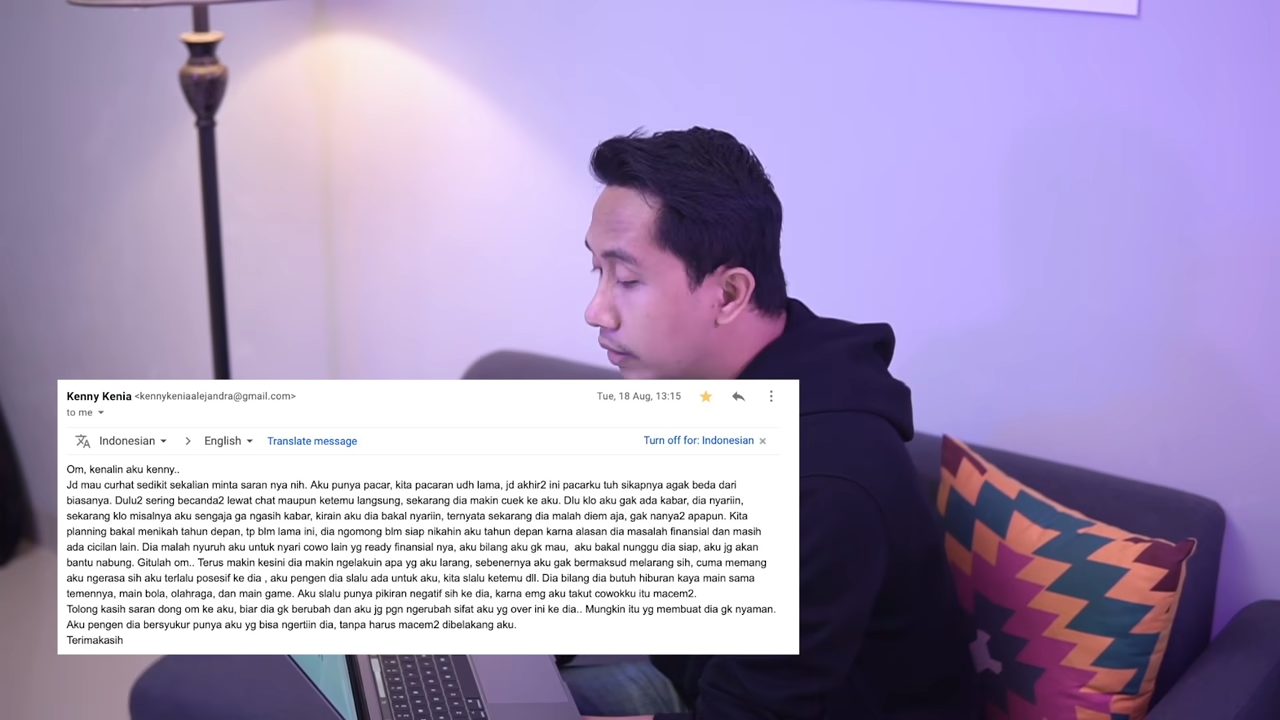 Kenny Kenia <kennykeniaalejandra@gmail.com>
Tue, 18 Aug, 13:15
to me
Indonesian > English Translate message
Turn off for: Indonesian ×
Om, kenalin aku kenny..
Jd mau curhat sedikit sekalian minta saran nya nih. Aku punya pacar, kita pacaran udh lama, jd akhir2 ini pacarku tuh sikapnya agak beda dari
biasanya. Dulu2 sering becanda2 lewat chat maupun ketemu langsung, sekarang dia makin cuek ke aku. Dlu klo aku gak ada kabar, dia nyariin,
sekarang klo misalnya aku sengaja ga ngasih kabar, kirain aku dia bakal nyariin, ternyata sekarang dia malah diem aja, gak nanya2 apapun. Kita
planning bakal menikah tahun depan, tp blm lama ini, dia ngomong blm siap nikahin aku tahun depan karna alasan dia masalah finansial dan masih
ada cicilan lain. Dia malah nyuruh aku untuk nyari cowo lain yg ready finansial nya, aku bilang aku gk mau,  aku bakal nunggu dia siap, aku jg akan
bantu nabung. Gitulah om.. Terus makin kesini dia makin ngelakuin apa yg aku larang, sebenernya aku gak bermaksud melarang sih, cuma memang
aku ngerasa sih aku terlalu posesif ke dia , aku pengen dia slalu ada untuk aku, kita slalu ketemu dll. Dia bilang dia butuh hiburan kaya main sama
temennya, main bola, olahraga, dan main game. Aku slalu punya pikiran negatif sih ke dia, karna emg aku takut cowokku itu macem2.
Tolong kasih saran dong om ke aku, biar dia gk berubah dan aku jg pgn ngerubah sifat aku yg over ini ke dia.. Mungkin itu yg membuat dia gk nyaman.
Aku pengen dia bersyukur punya aku yg bisa ngertiin dia, tanpa harus macem2 dibelakang aku.
Terimakasih